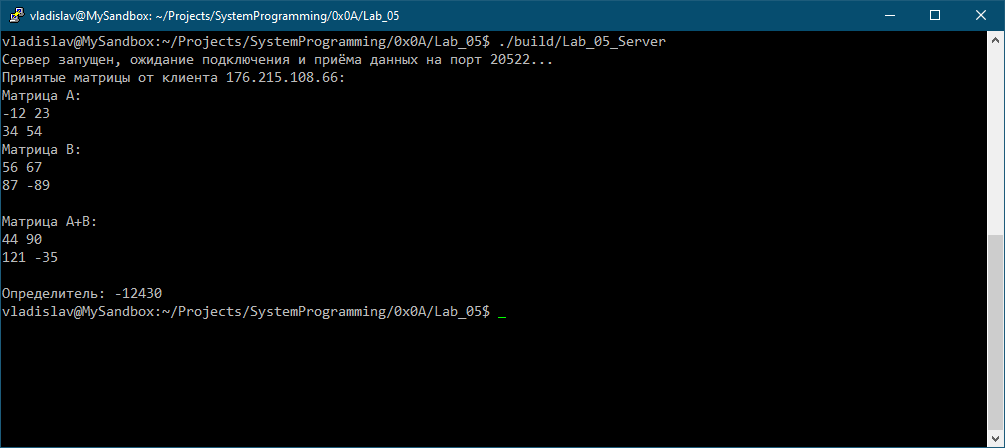 vladislav@MySandbox: ~/Projects/SystemProgramming/0x0A/Lab_05
vladislav@MySandbox:~/Projects/SystemProgramming/0x0A/Lab_05$ ./build/Lab_05_Server
Сервер запущен, ожидание подключения и приёма данных на порт 20522...
Принятые матрицы от клиента 176.215.108.66:
Матрица A:
-12 23
34 54
Матрица B:
56 67
87 -89
Матрица A+B:
44 90
121 -35
Определитель: -12430
vladislav@MySandbox:~/Projects/SystemProgramming/0x0A/Lab_05$ _